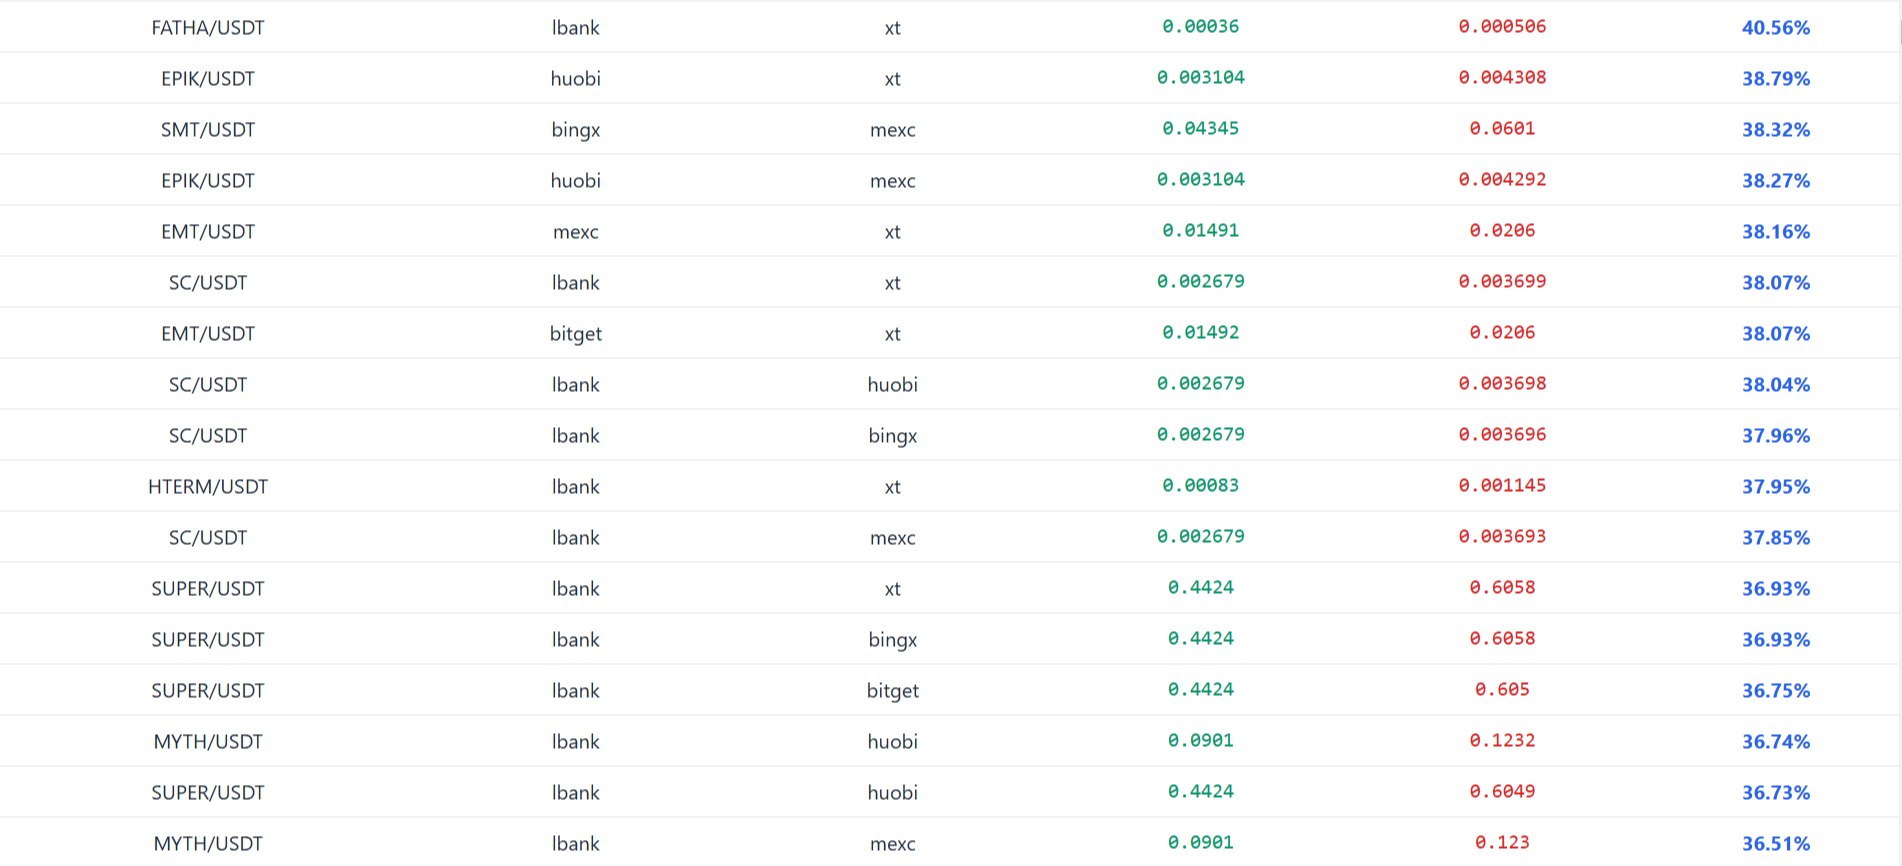 FATHA/USDT lbank xt 0.00036 0.000506 40.56%
EPIK/USDT huobi xt 0.003104 0.004308 38.79%
SMT/USDT bingx mexc 0.04345 0.0601 38.32%
EPIK/USDT huobi mexc 0.003104 0.004292 38.27%
EMT/USDT mexc xt 0.01491 0.0206 38.16%
SC/USDT lbank xt 0.002679 0.003699 38.07%
EMT/USDT bitget xt 0.01492 0.0206 38.07%
SC/USDT lbank huobi 0.002679 0.003698 38.04%
SC/USDT lbank bingx 0.002679 0.003696 37.96%
HTERM/USDT lbank xt 0.00083 0.001145 37.95%
SC/USDT lbank mexc 0.002679 0.003693 37.85%
SUPER/USDT lbank xt 0.4424 0.6058 36.93%
SUPER/USDT lbank bingx 0.4424 0.6058 36.93%
SUPER/USDT lbank bitget 0.4424 0.605 36.75%
MYTH/USDT lbank huobi 0.0901 0.1232 36.74%
SUPER/USDT lbank huobi 0.4424 0.6049 36.73%
MYTH/USDT lbank mexc 0.0901 0.123 36.51%